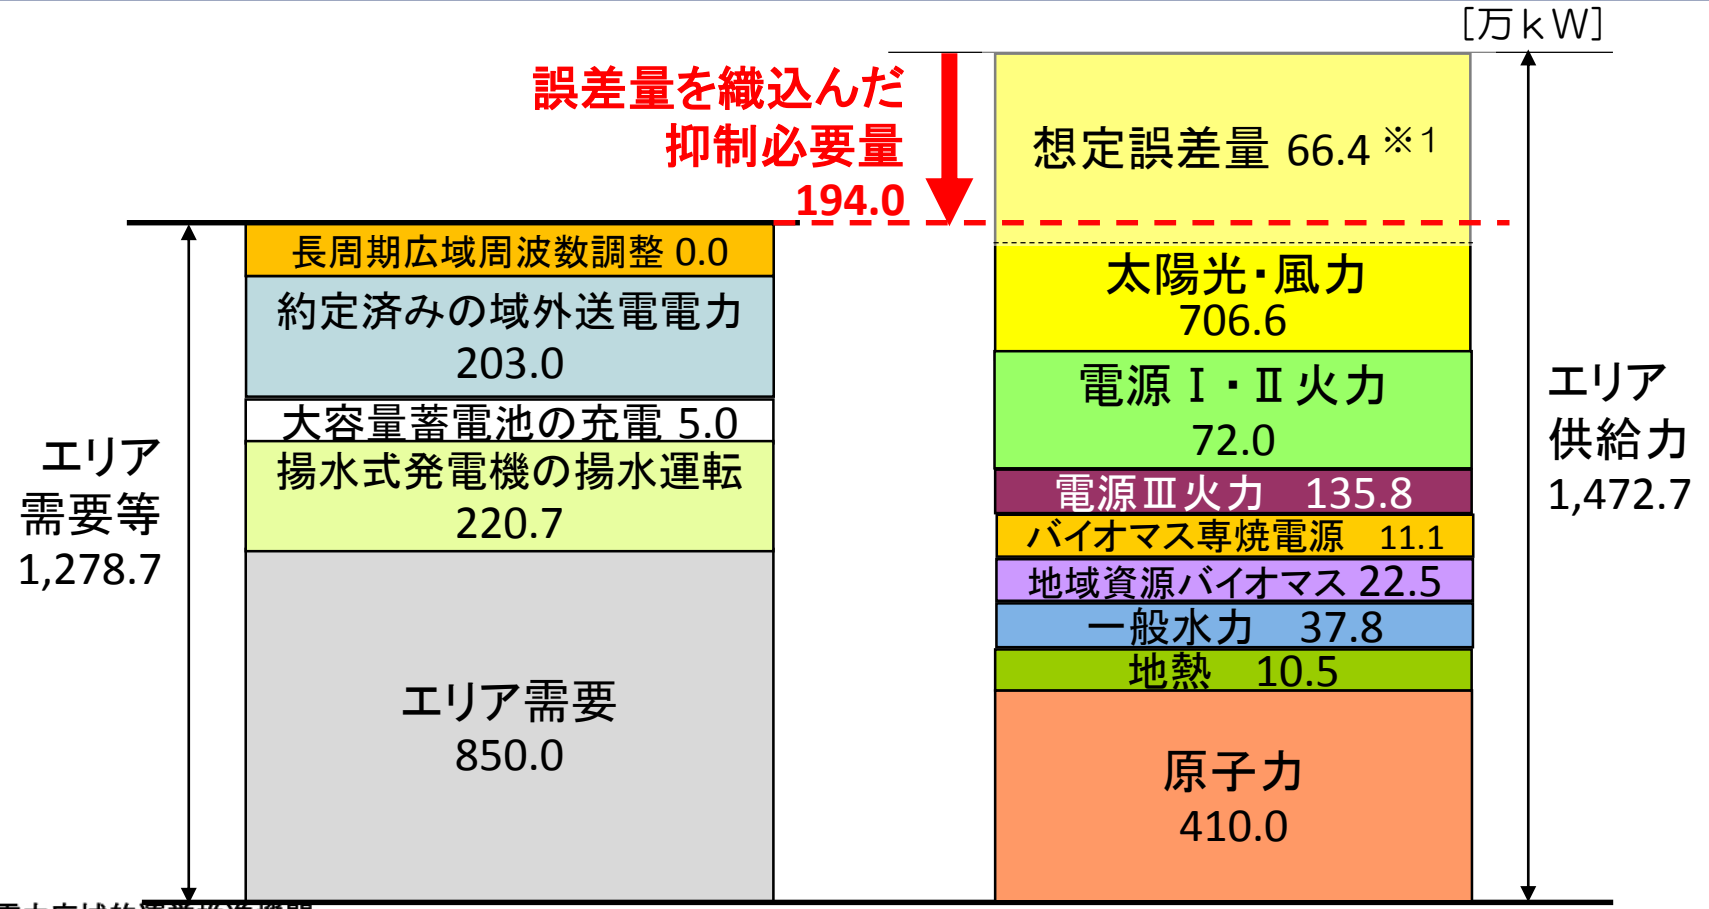 [万kW]
誤差量を織込んだ
抑制必要量
194.0
長周期広域周波数調整 0.0
約定済みの域外送電電力
203.0
大容量蓄電池の充電 5.0
揚水式発電機の揚水運転
220.7
エリア需要
850.0
エリア
需要等
1,278.7
想定誤差量 66.4 ※1
太陽光・風力
706.6
電源Ⅰ・Ⅱ火力
72.0
電源Ⅲ火力 135.8
バイオマス専焼電源 11.1
地域資源バイオマス 22.5
一般水力 37.8
地熱 10.5
原子力
410.0
エリア
供給力
1,472.7